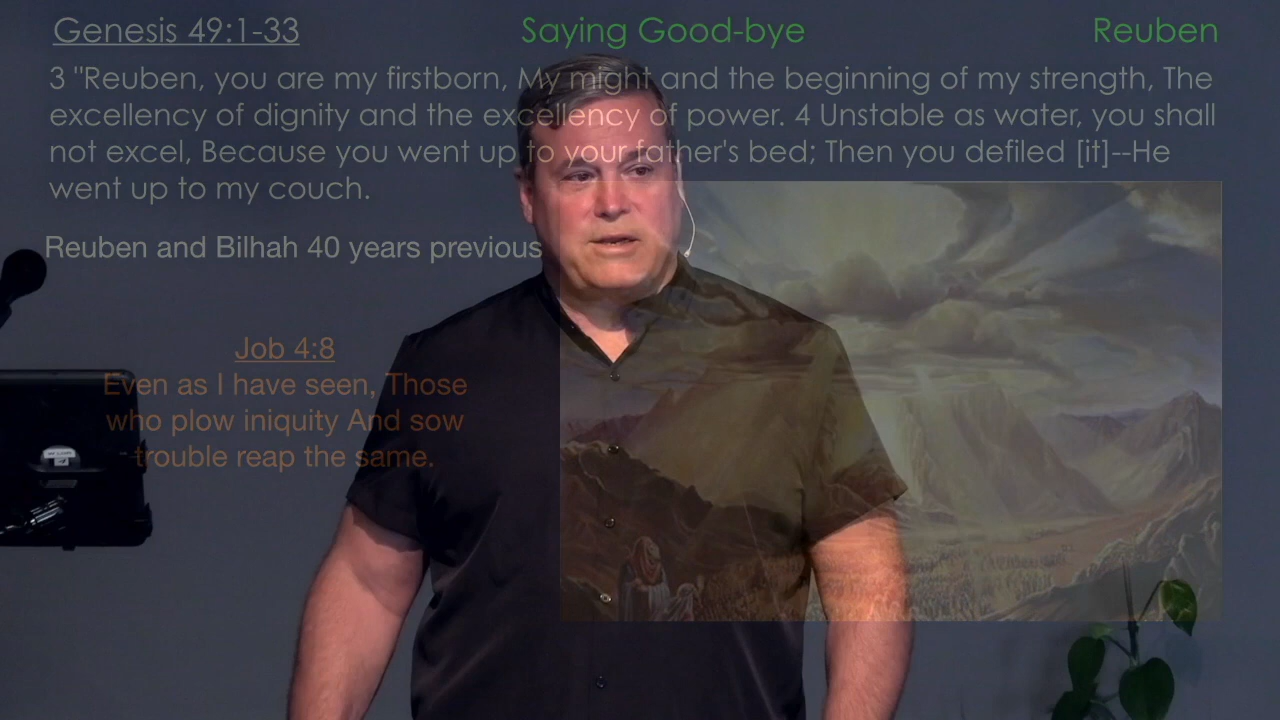 Genesis 49:1-33 Saying Good-bye Reuben
3 "Reuben, you are my firstborn, My might and the beginning of my strength, The
excellency of dignity and the excellency of power. 4 Unstable as water, you shall
not excel, Because you went up to your father's bed; Then you defiled [it]--He
went up to my couch.
Reuben and Bilhah 40 years previous
Job 4:8
Even as I have seen, Those
who plow iniquity And sow
trouble reap the same.